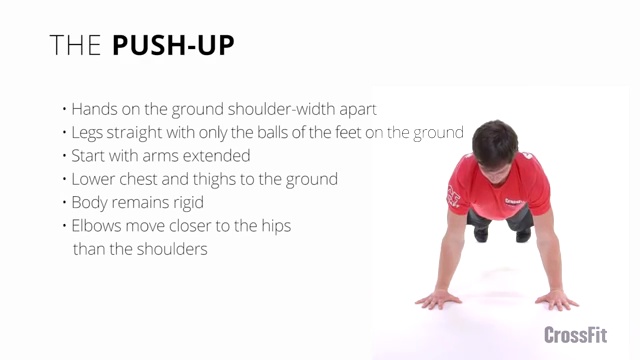 THE PUSH-UP
• Hands on the ground shoulder-width apart
• Legs straight with only the balls of the feet on the ground
• Start with arms extended
• Lower chest and thighs to the ground
• Body remains rigid
• Elbows move closer to the hips
than the shoulders
CrossFit
CrossFit